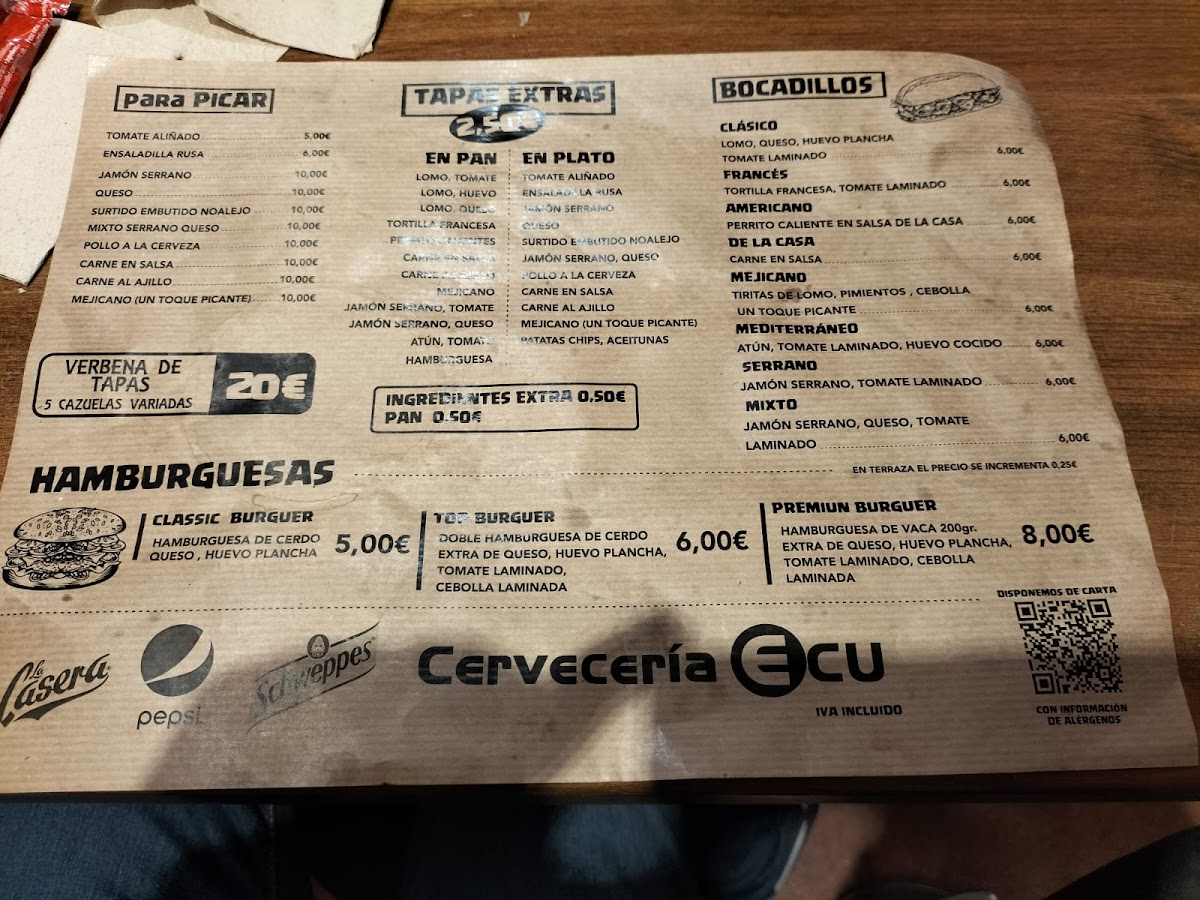 Para PICAR
TOMATE ALIÑADO 5,00€
ENSALADILLA RUSA 6,00€
JAMÓN SERRANO 10,00€
QUESO 10,00€
SURTIDO EMBUTIDO NOALEJO 10,00€
MIXTO SERRANO QUESO 10,00€
POLLO A LA CERVEZA 10,00€
CARNE EN SALSA 10,00€
CARNE AL AJILLO 10,00€
MEJICANO (UN TOQUE PICANTE) 10,00€
VERBENA DE
TAPAS
5 CAZUELAS VARIADAS
20€
TAPAS EXTRAS
2,50€
EN PAN
LOMO, TOMATE
LOMO, HUEVO
LOMO, QUESO
TORTILLA FRANCESA
CARNE EN SALSA
CARNE AL AJILLO
MEJICANO
JAMÓN SERRANO, TOMATE
JAMÓN SERRANO, QUESO
ATÚN, TOMATE
HAMBURGUESA
EN PLATO
TOMATE ALIÑADO
ENSALADILLA RUSA
JAMÓN SERRANO
QUESO
SURTIDO EMBUTIDO NOALEJO
JAMÓN SERRANO, QUESO
POLLO A LA CERVEZA
CARNE EN SALSA
CARNE AL AJILLO
MEJICANO (UN TOQUE PICANTE)
PATATAS CHIPS, ACEITUNAS
INGREDIENTES EXTRA 0,50€
PAN 0.50€
BOCADILLOS
CLÁSICO
LOMO, QUESO, HUEVO PLANCHA
TOMATE LAMINADO 6,00€
FRANCÉS
TORTILLA FRANCESA, TOMATE LAMINADO 6,00€
AMERICANO
PERRITO CALIENTE EN SALSA DE LA CASA 6,00€
DE LA CASA
CARNE EN SALSA 6,00€
MEJICANO
TIRITAS DE LOMO, PIMIENTOS , CEBOLLA
UN TOQUE PICANTE 6,00€
MEDITERRÁNEO
ATÚN, TOMATE LAMINADO, HUEVO COCIDO 6,00€
SERRANO
JAMÓN SERRANO, TOMATE LAMINADO 6,00€
MIXTO
JAMÓN SERRANO, QUESO, TOMATE
LAMINADO 6,00€
EN TERRAZA EL PRECIO SE INCREMENTA 0,25€
HAMBURGUESAS
CLASSIC BURGUER
HAMBURGUESA DE CERDO
QUESO , HUEVO PLANCHA
5,00€
TOP BURGUER
DOBLE HAMBURGUESA DE CERDO
EXTRA DE QUESO, HUEVO PLANCHA,
TOMATE LAMINADO,
CEBOLLA LAMINADA
6,00€
PREMIUN BURGUER
HAMBURGUESA DE VACA 200gr.
EXTRA DE QUESO, HUEVO PLANCHA,
TOMATE LAMINADO, CEBOLLA
LAMINADA
8,00€
La Casera
pepsi
Schweppes
Cervecería ECU
IVA INCLUIDO
DISPONEMOS DE CARTA
CON INFORMACIÓN
DE ALÉRGENOS